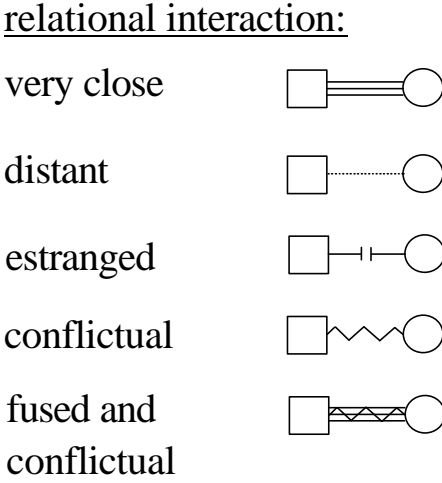 relational interaction:
very close
distant
estranged
conflictual
fused and
conflictual